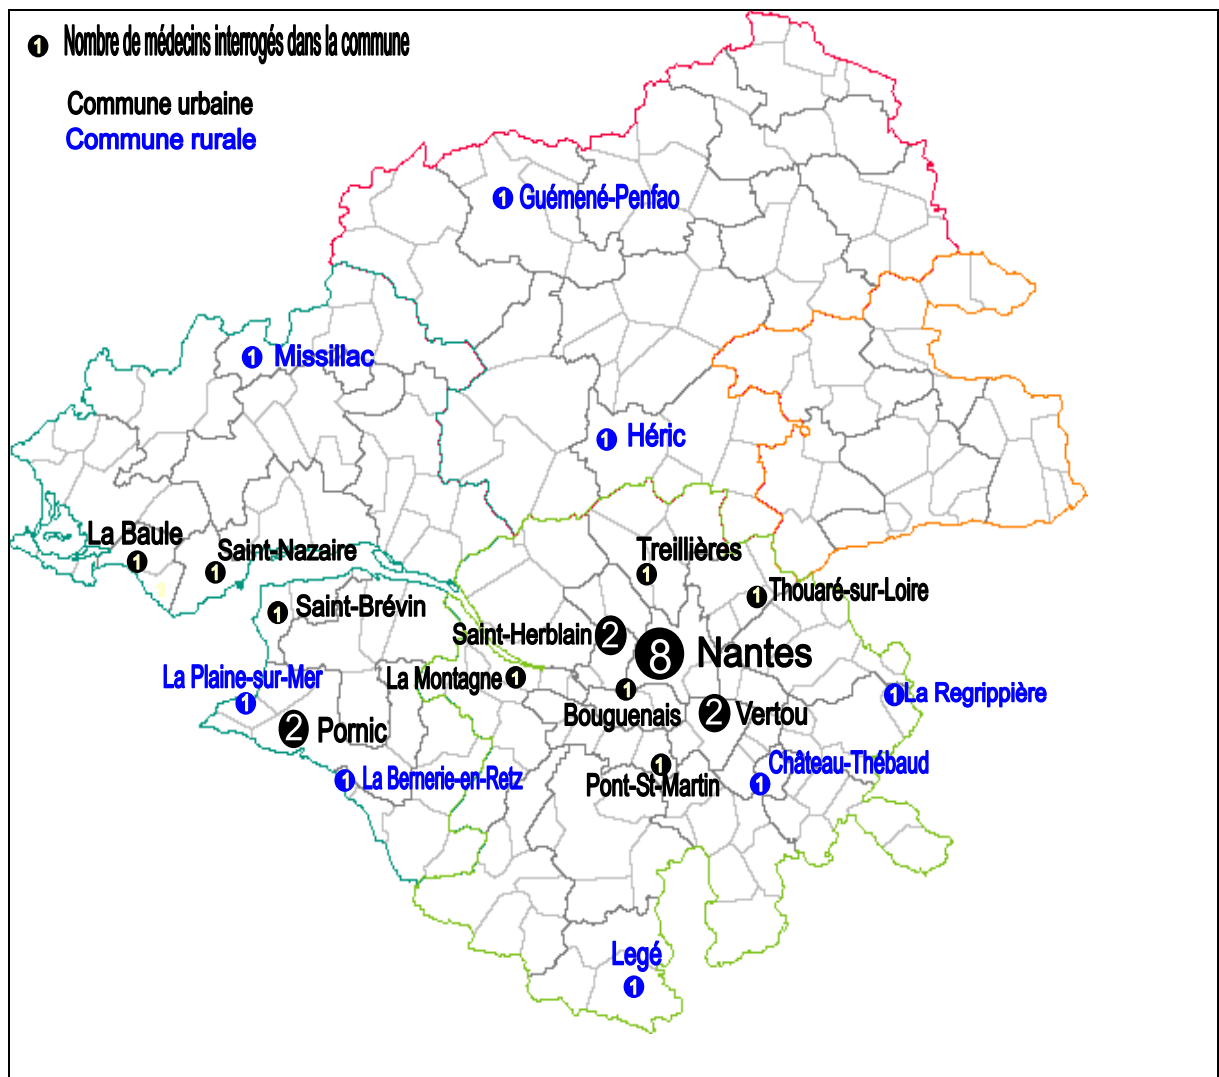 1 Nombre de médecins interrogés dans la commune
Commune urbaine
Commune rurale
1 Guémené-Penfao
1 Missillac
1 Héric
La Baule
1
Saint-Nazaire
1
Treillières
1
Thouaré-sur-Loire
1
1 Saint-Brévin
Saint-Herblain 2
8 Nantes
La Plaine-sur-Mer
1
La Montagne 1
1
Bouguenais
1 La Regrippière
2 Pornic
2 Vertou
1 La Bernerie-en-Retz
1
Pont-St-Martin
Château-Thébaud
1
Legé
1